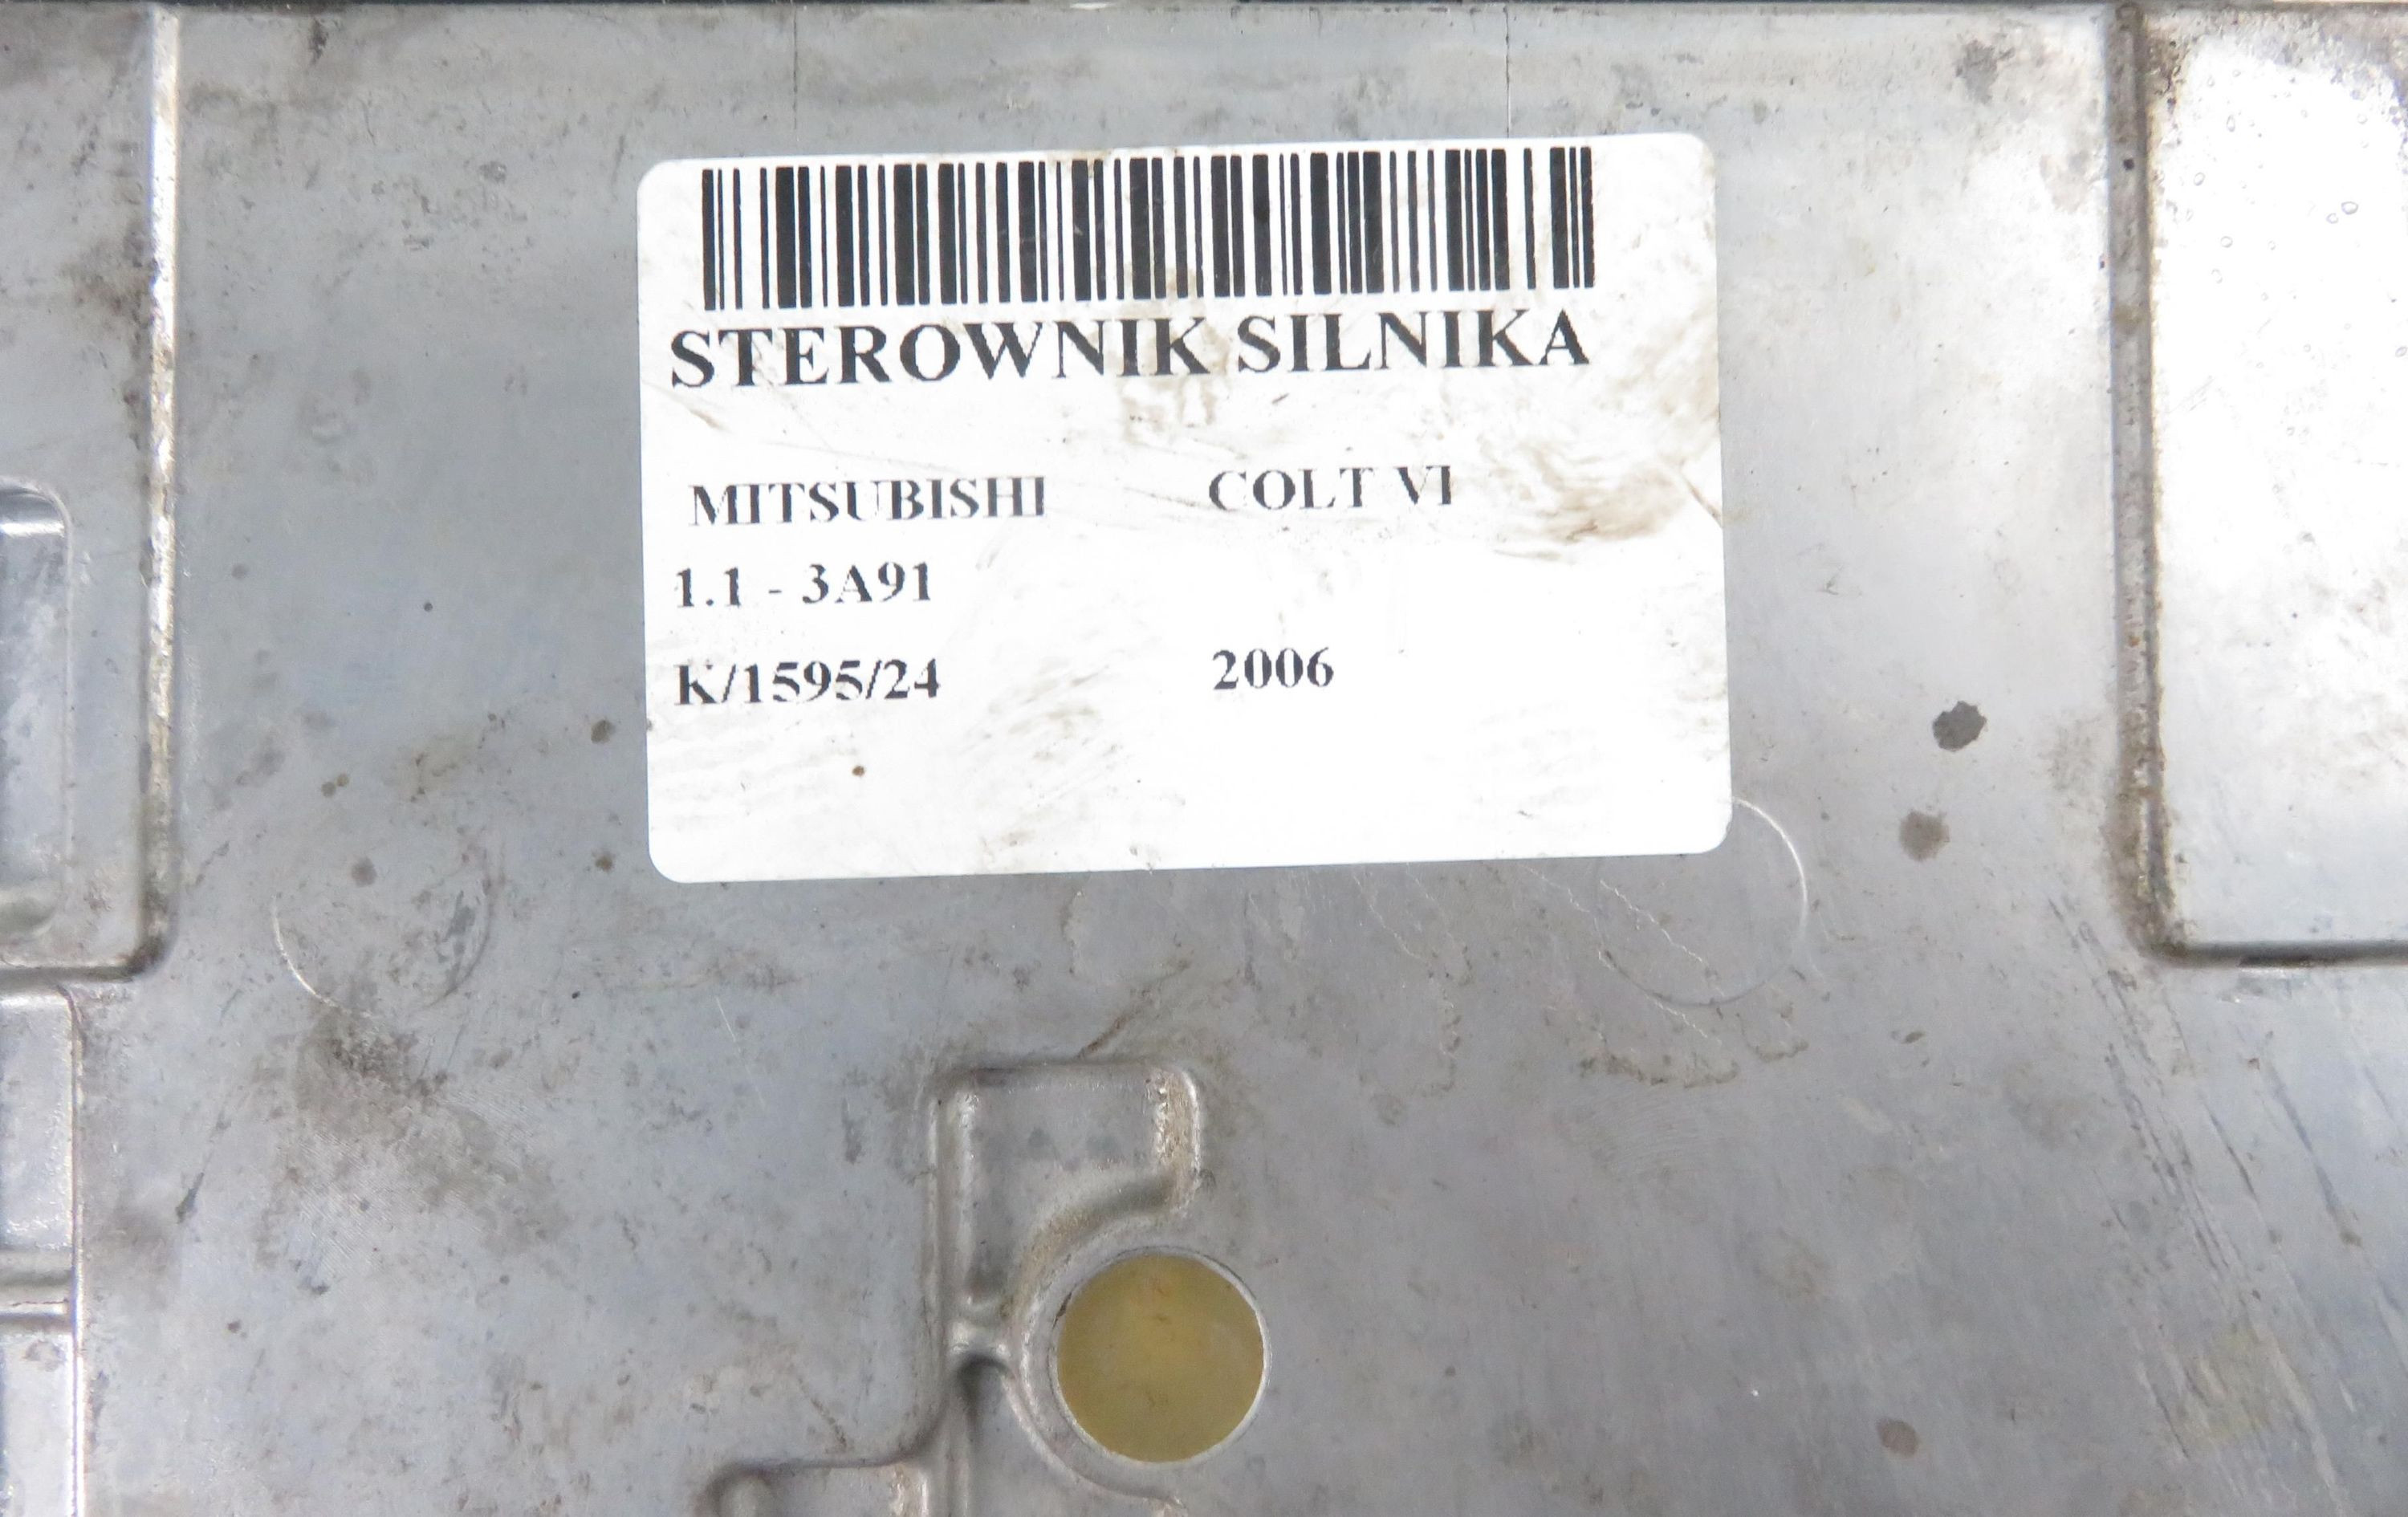 STEROWNIK SILNIKA
MITSUBISHI COLT VI
1.1 - 3A91
K/1595/24 2006